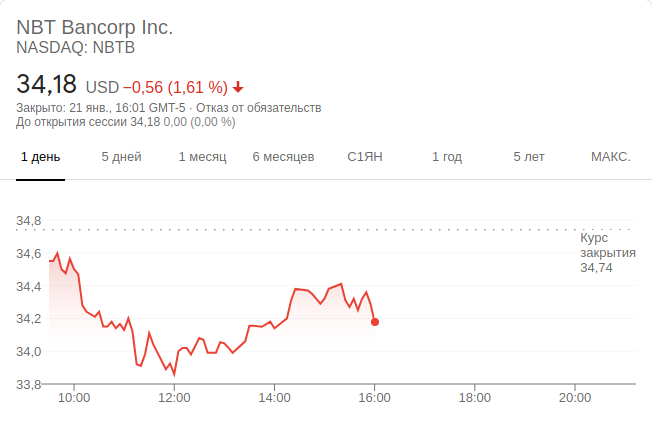 NBT Bancorp Inc.
NASDAQ: NBTB
34,18 USD −0,56 (1,61 %)
Закрыто: 21 янв., 16:01 GMT-5 · Отказ от обязательств
До открытия сессии 34,18 0,00 (0,00 %)
1 день 5 дней 1 месяц 6 месяцев С1ЯН 1 год 5 лет МАКС.
34,8
Курс
закрытия
34,74
34,6
34,4
34,2
34,0
33,8
10:00 12:00 14:00 16:00 18:00 20:00